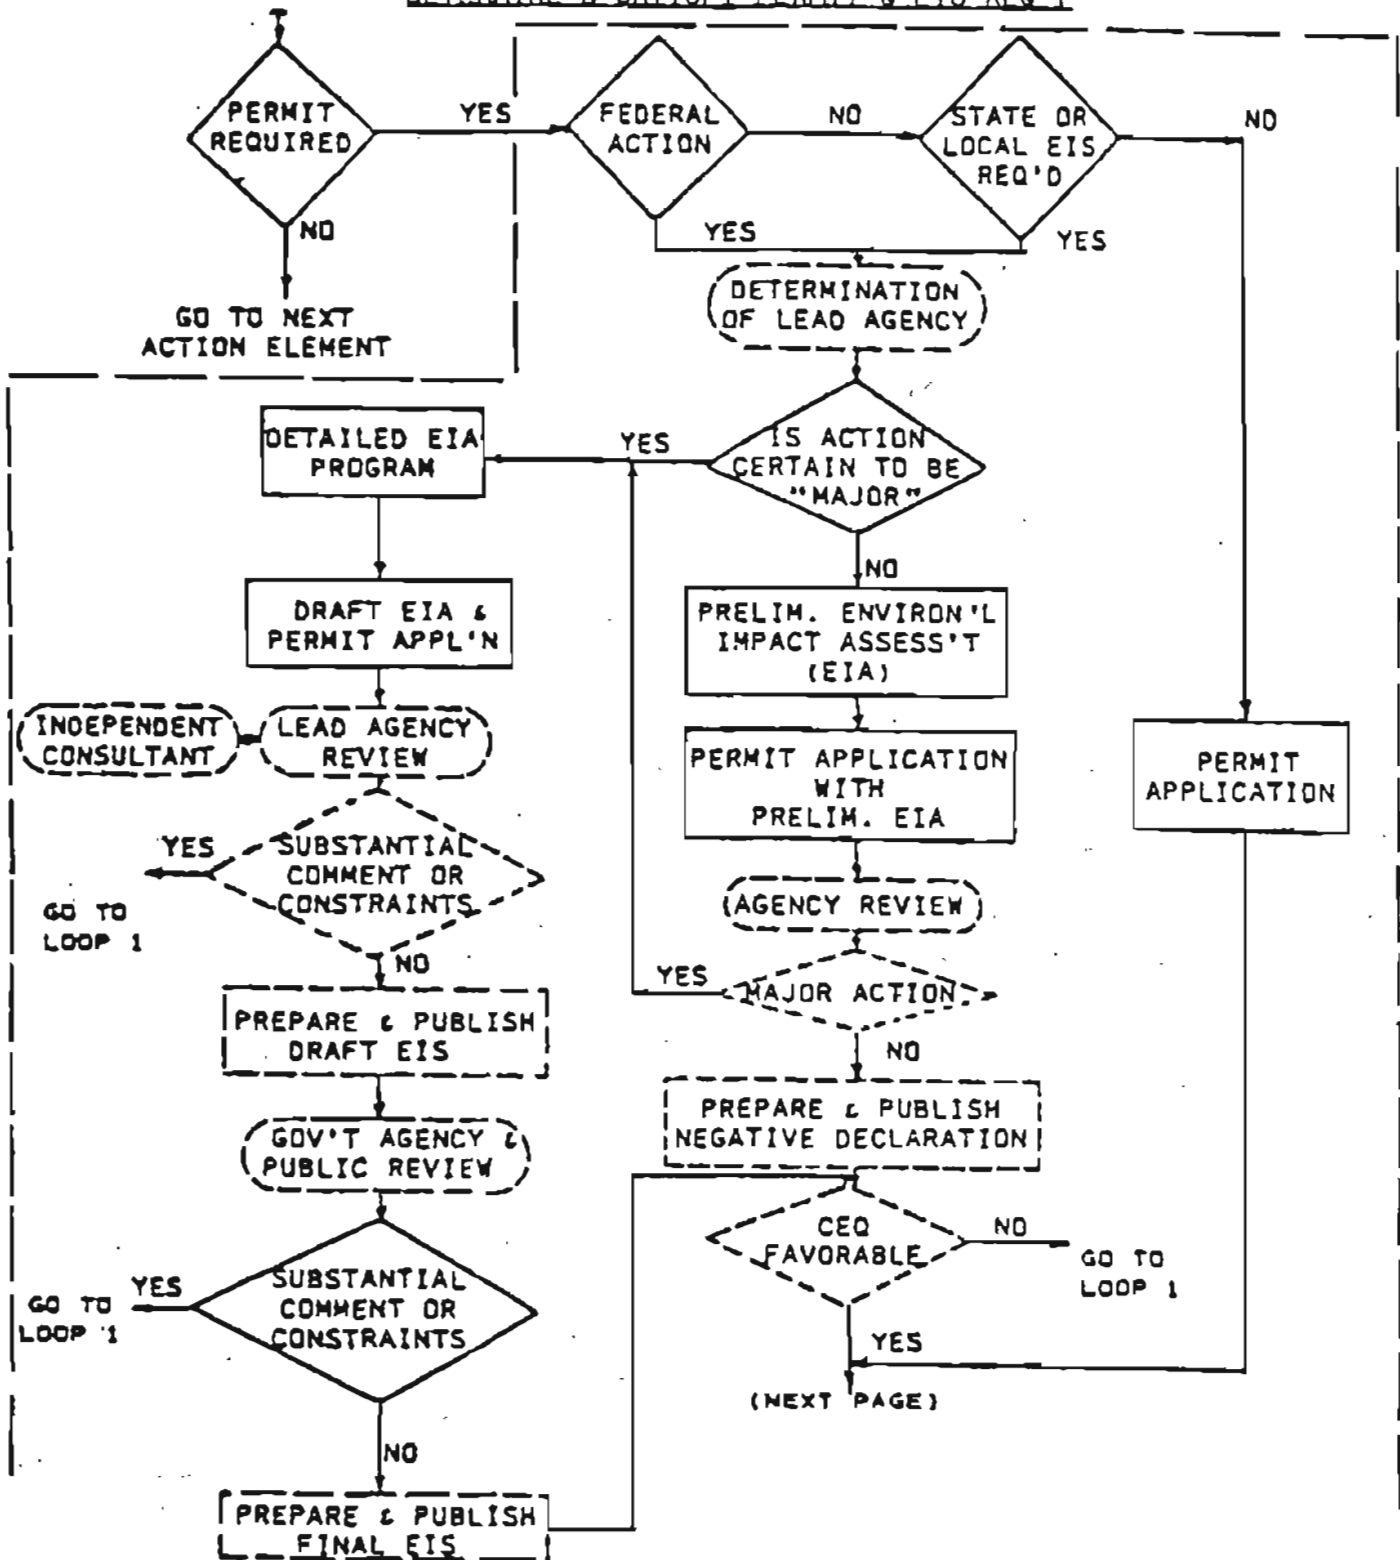 PERMIT
REQUIRED
YES
NO
GO TO NEXT
ACTION ELEMENT
FEDERAL
ACTION
NO
YES
STATE OR
LOCAL EIS
REQ'D
NO
YES
DETERMINATION
OF LEAD AGENCY
IS ACTION
CERTAIN TO BE
"MAJOR"
YES
NO
DETAILED EIA
PROGRAM
DRAFT EIA &
PERMIT APPL'N
INDEPENDENT
CONSULTANT
LEAD AGENCY
REVIEW
SUBSTANTIAL
COMMENT OR
CONSTRAINTS
YES
GO TO
LOOP 1
NO
PREPARE & PUBLISH
DRAFT EIS
GOV'T AGENCY &
PUBLIC REVIEW
SUBSTANTIAL
COMMENT OR
CONSTRAINTS
YES
GO TO
LOOP 1
NO
PREPARE & PUBLISH
FINAL EIS
PRELIM. ENVIRON'L
IMPACT ASSESS'T
(EIA)
PERMIT APPLICATION
WITH
PRELIM. EIA
AGENCY REVIEW
MAJOR ACTION
YES
NO
PREPARE & PUBLISH
NEGATIVE DECLARATION
CEQ
FAVORABLE
NO
GO TO
LOOP 1
YES
(NEXT PAGE)
PERMIT
APPLICATION